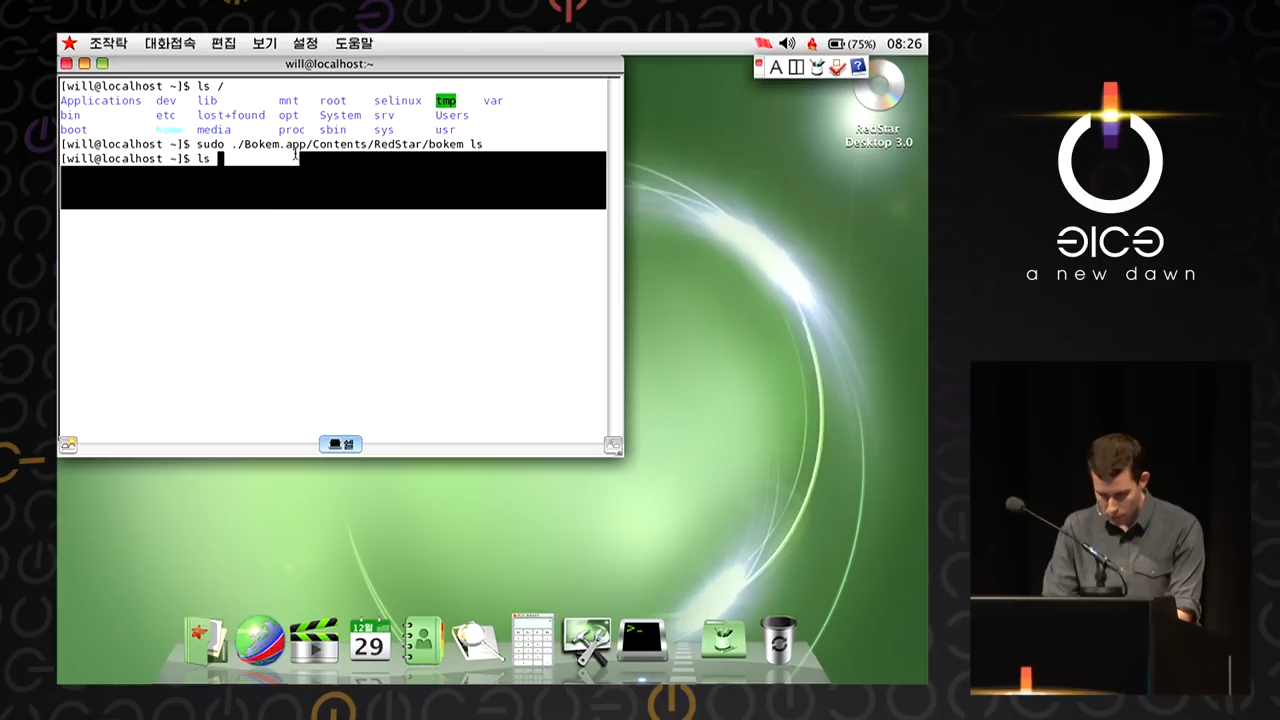 조작탁 대화접속 편집 보기 설정 도움말
(75%) 08:26
will@localhost:~
A
RedStar
Desktop 3.0
[will@localhost ~]$ ls /
Applications dev lib mnt root selinux tmp var
bin etc lost+found opt System srv Users
boot home media proc sbin sys usr
[will@localhost ~]$ sudo ./Bokem.app/Contents/RedStar/bokem ls
[will@localhost ~]$ ls
쉘
12월
29
>-
a new dawn